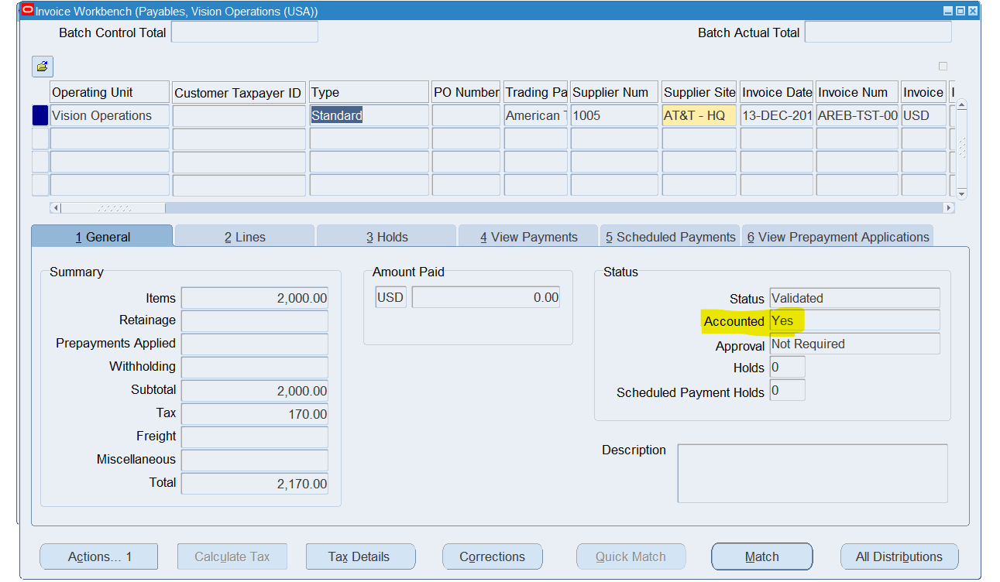 Invoice Workbench (Payables, Vision Operations (USA))
Batch Control Total Batch Actual Total
Operating Unit Customer Taxpayer ID Type PO Number Trading Pa Supplier Num Supplier Site Invoice Date Invoice Num Invoice I
Vision Operations Standard American T 1005 AT&T - HQ 13-DEC-201 AREB-TST-00 USD
1 General 2 Lines 3 Holds 4 View Payments 5 Scheduled Payments 6 View Prepayment Applications
Summary
Items 2,000.00
Retainage
Prepayments Applied
Withholding
Subtotal 2,000.00
Tax 170.00
Freight
Miscellaneous
Total 2,170.00
Amount Paid
USD 0.00
Status
Status Validated
Accounted Yes
Approval Not Required
Holds 0
Scheduled Payment Holds 0
Description
Actions... 1 Calculate Tax Tax Details Corrections Quick Match Match All Distributions